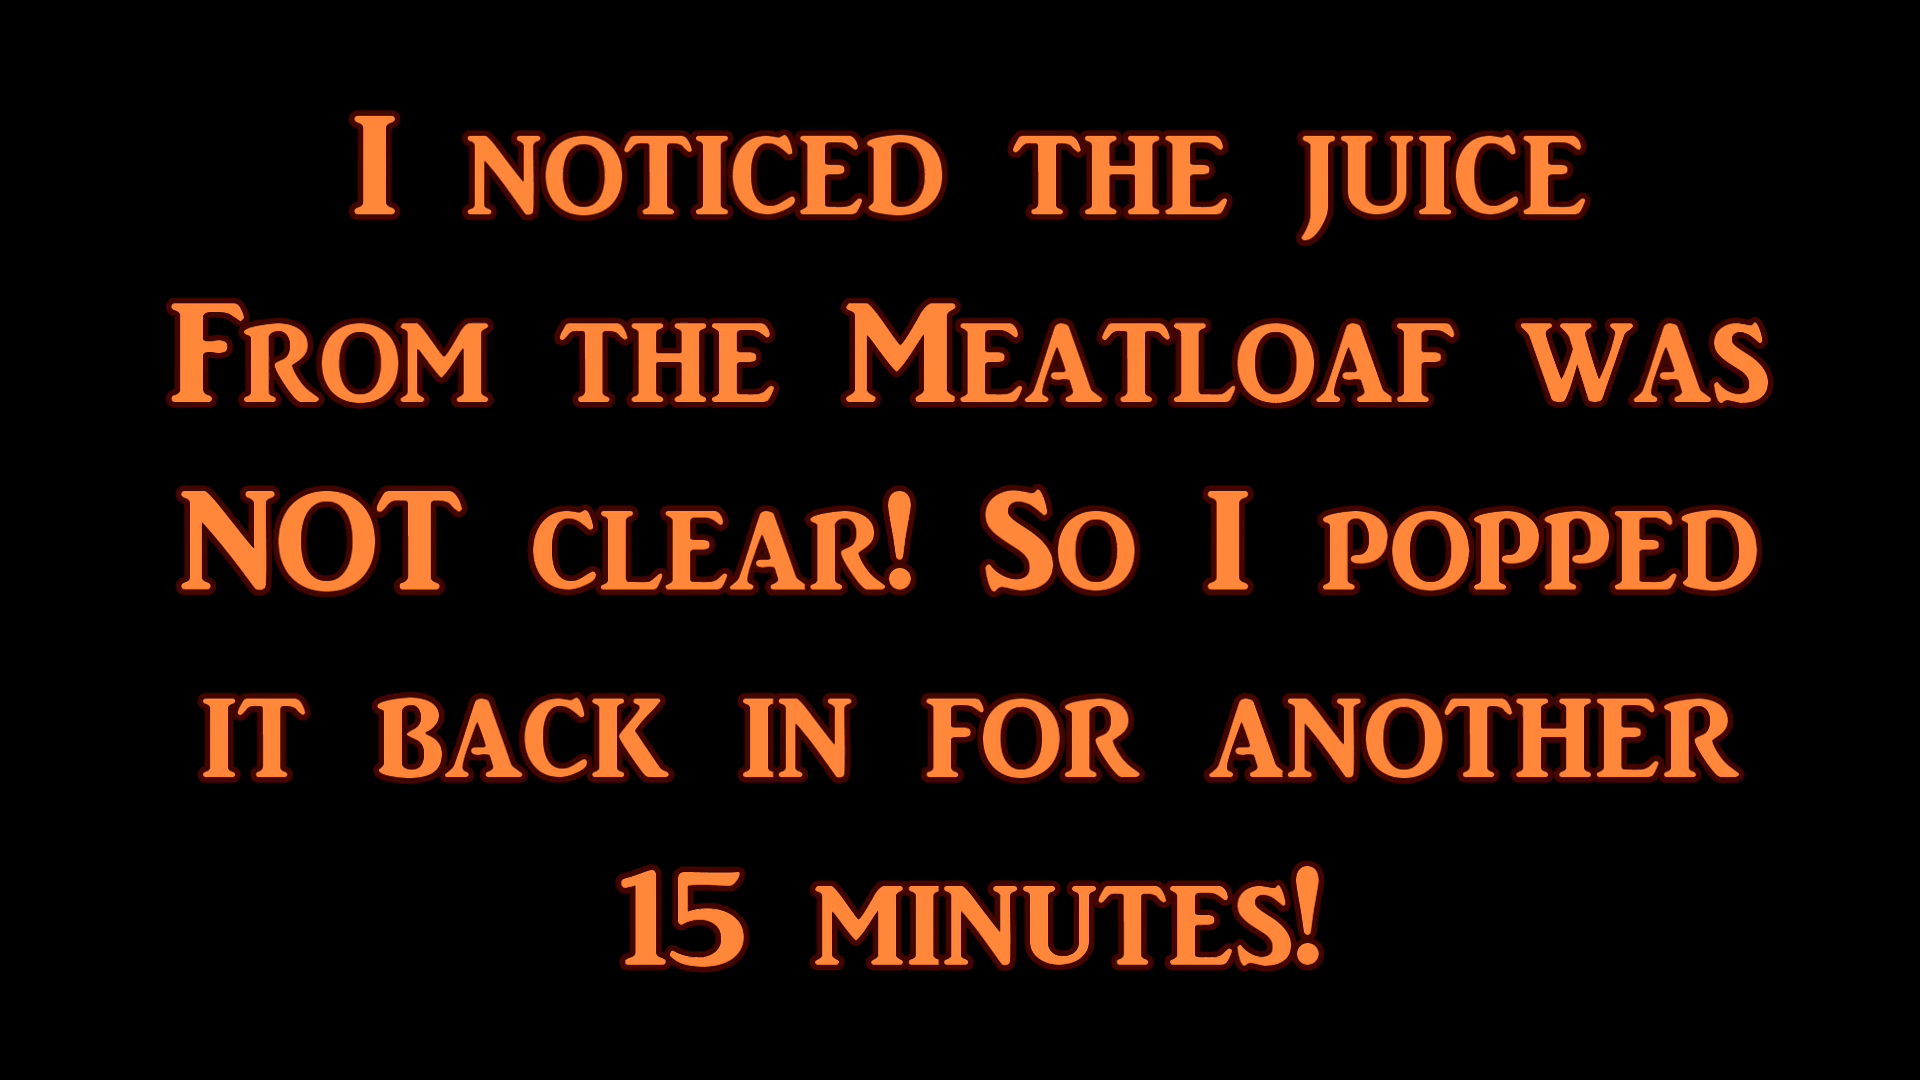 I noticed the juice
From the Meatloaf was
NOT clear! So I popped
it back in for another
15 minutes!